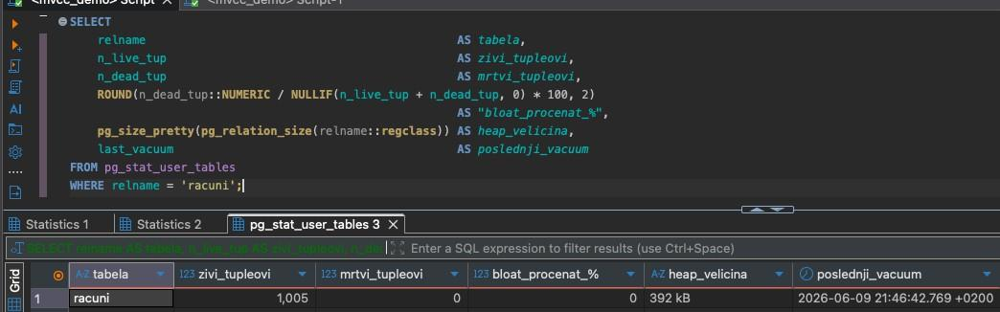 <mvcc_demo> Script <mvcc_demo> Script-1
SELECT
relname AS tabela,
n_live_tup AS zivi_tupleovi,
n_dead_tup AS mrtvi_tupleovi,
ROUND(n_dead_tup::NUMERIC / NULLIF(n_live_tup + n_dead_tup, 0) * 100, 2)
AS "bloat_procenat_%",
pg_size_pretty(pg_relation_size(relname::regclass)) AS heap_velicina,
last_vacuum AS poslednji_vacuum
FROM pg_stat_user_tables
WHERE relname = 'racuni';
AI
Statistics 1 Statistics 2 pg_stat_user_tables 3
SELECT relname AS tabela, n_live_tup AS zivi_tupleovi, n_de Enter a SQL expression to filter results (use Ctrl+Space)
Grid
A-Z tabela 123 zivi_tupleovi 123 mrtvi_tupleovi 123 bloat_procenat_% A-Z heap_velicina poslednji_vacuum
1 racuni 1,005 0 0 392 kB 2026-06-09 21:46:42.769 +0200